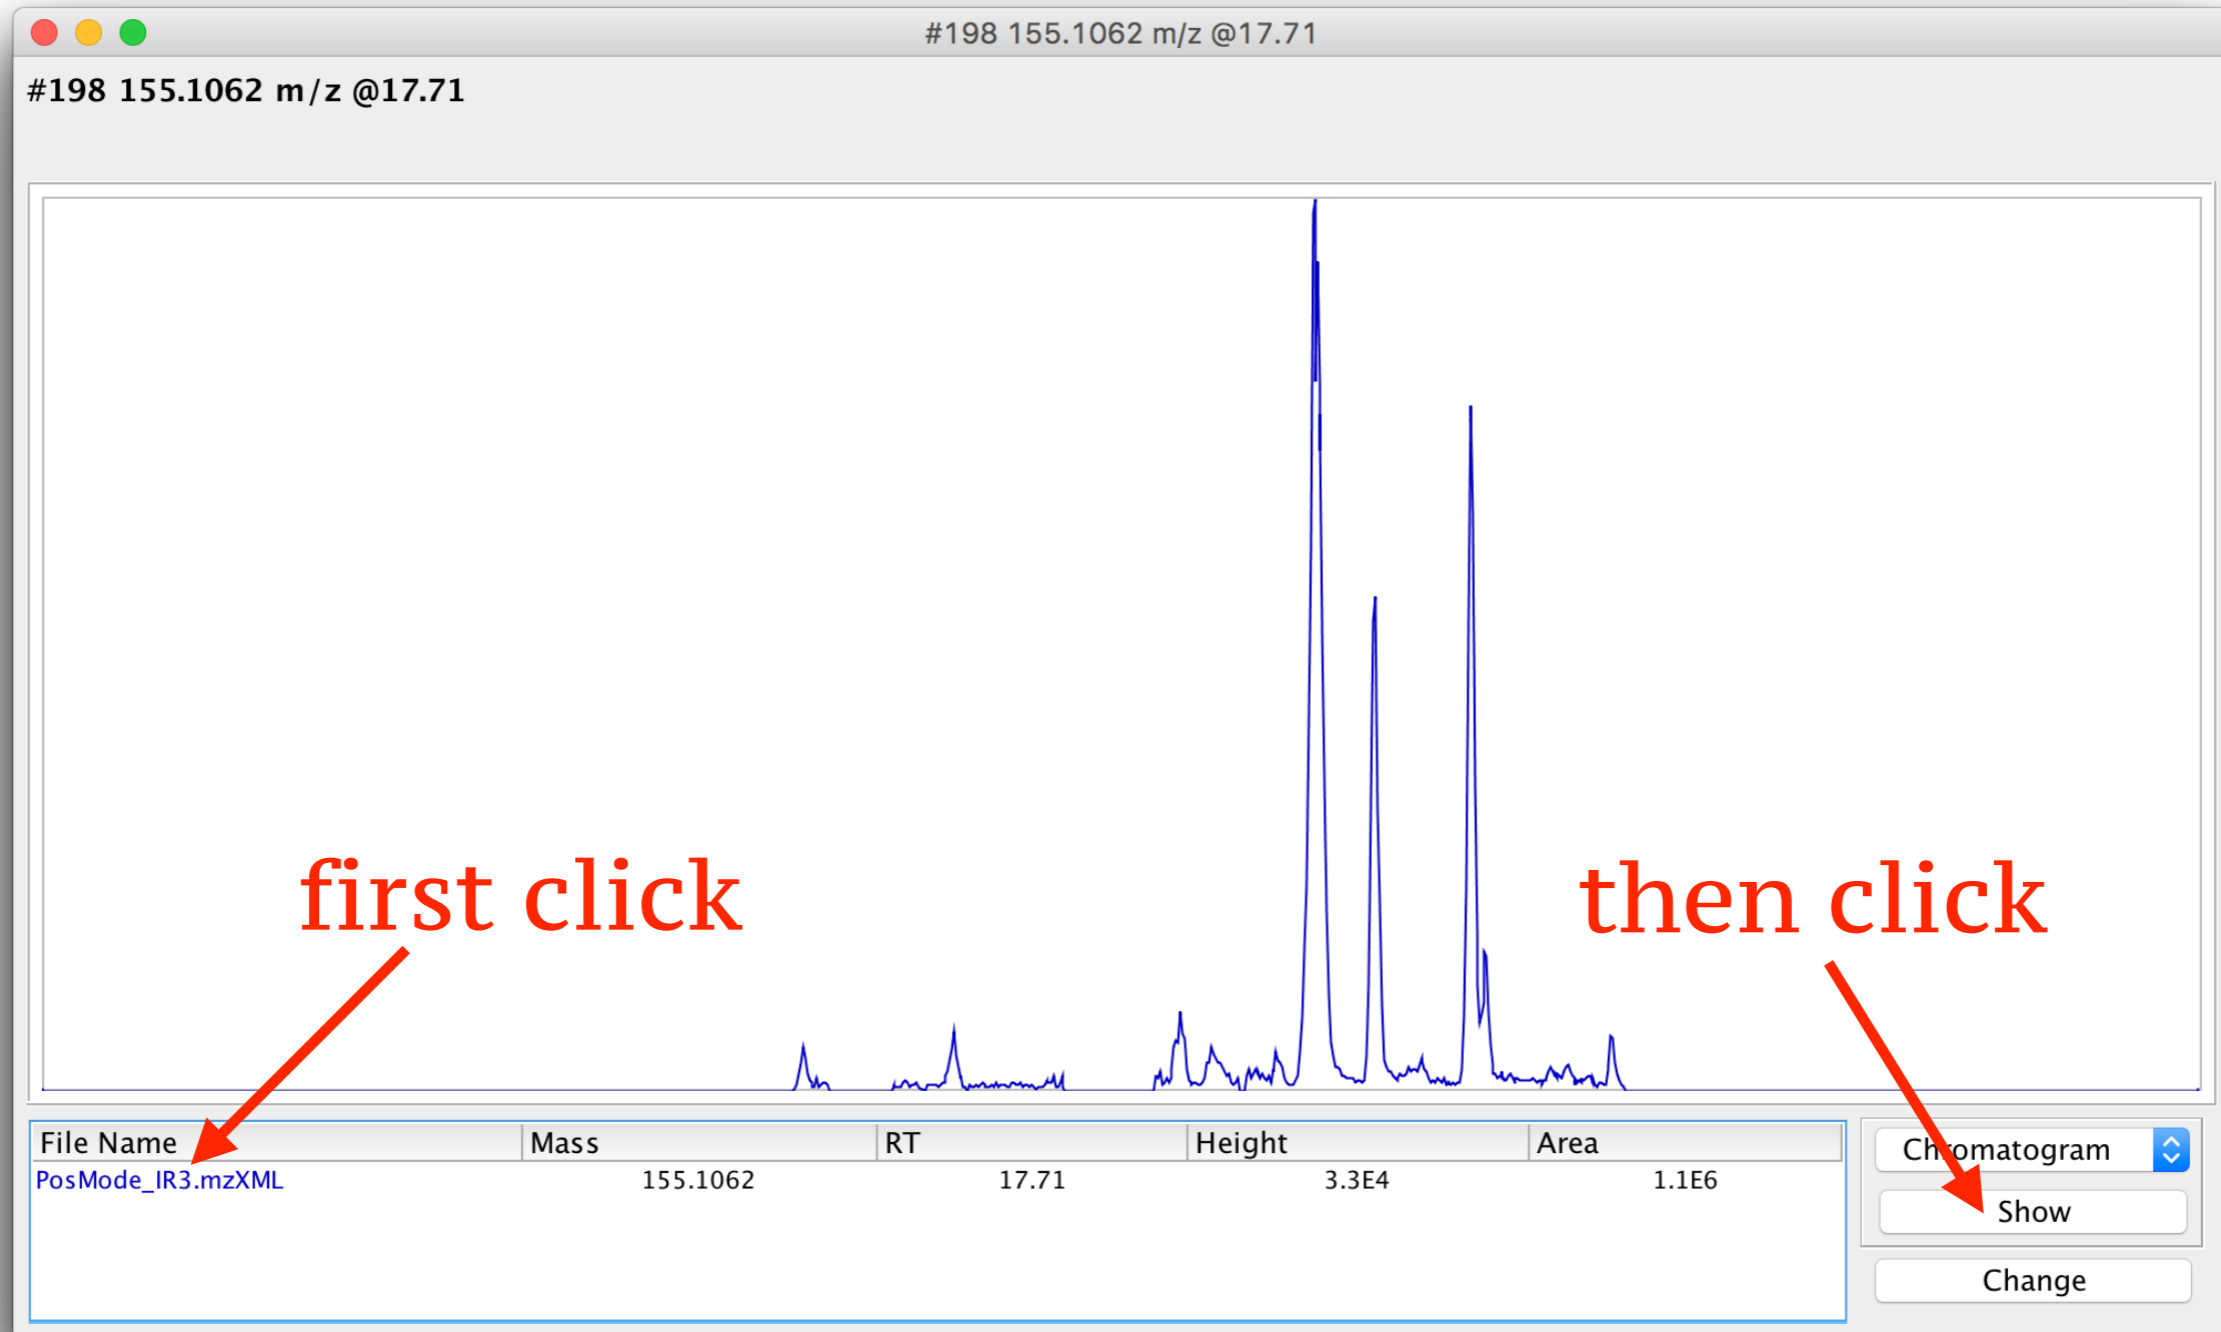 #198 155.1062 m/z @17.71
#198 155.1062 m/z @17.71
first click
then click
File Name Mass RT Height Area
PosMode_IR3.mzXML 155.1062 17.71 3.3E4 1.1E6
Chromatogram
Show
Change